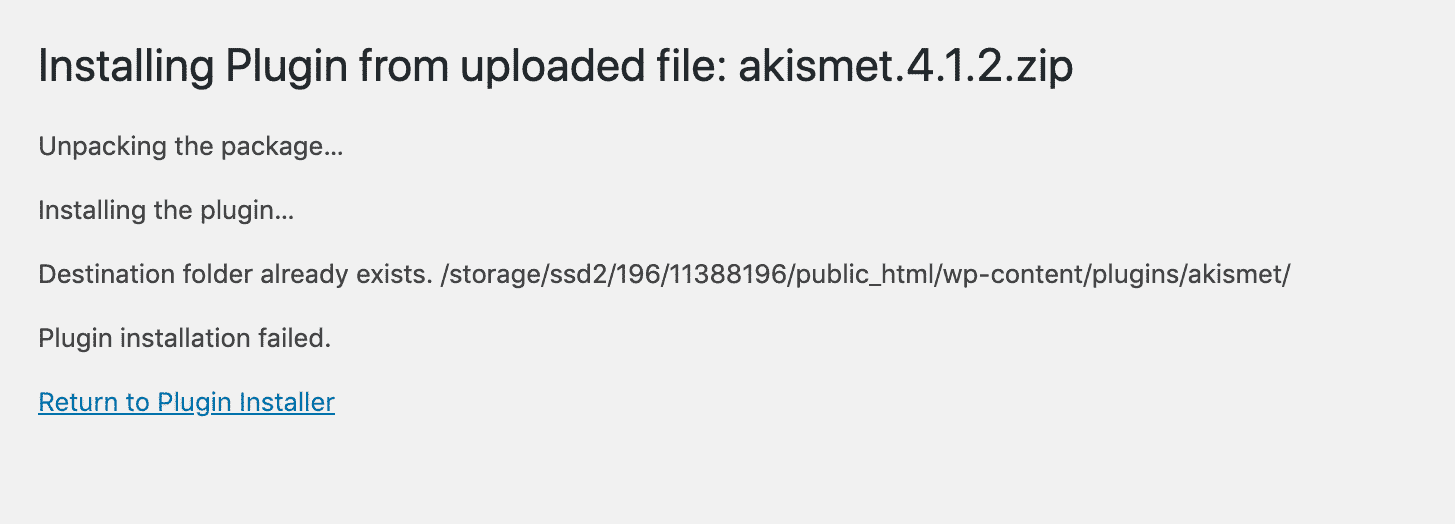 Installing Plugin from uploaded file: akismet.4.1.2.zip
Unpacking the package…
Installing the plugin…
Destination folder already exists. /storage/ssd2/196/11388196/public_html/wp-content/plugins/akismet/
Plugin installation failed.
Return to Plugin Installer